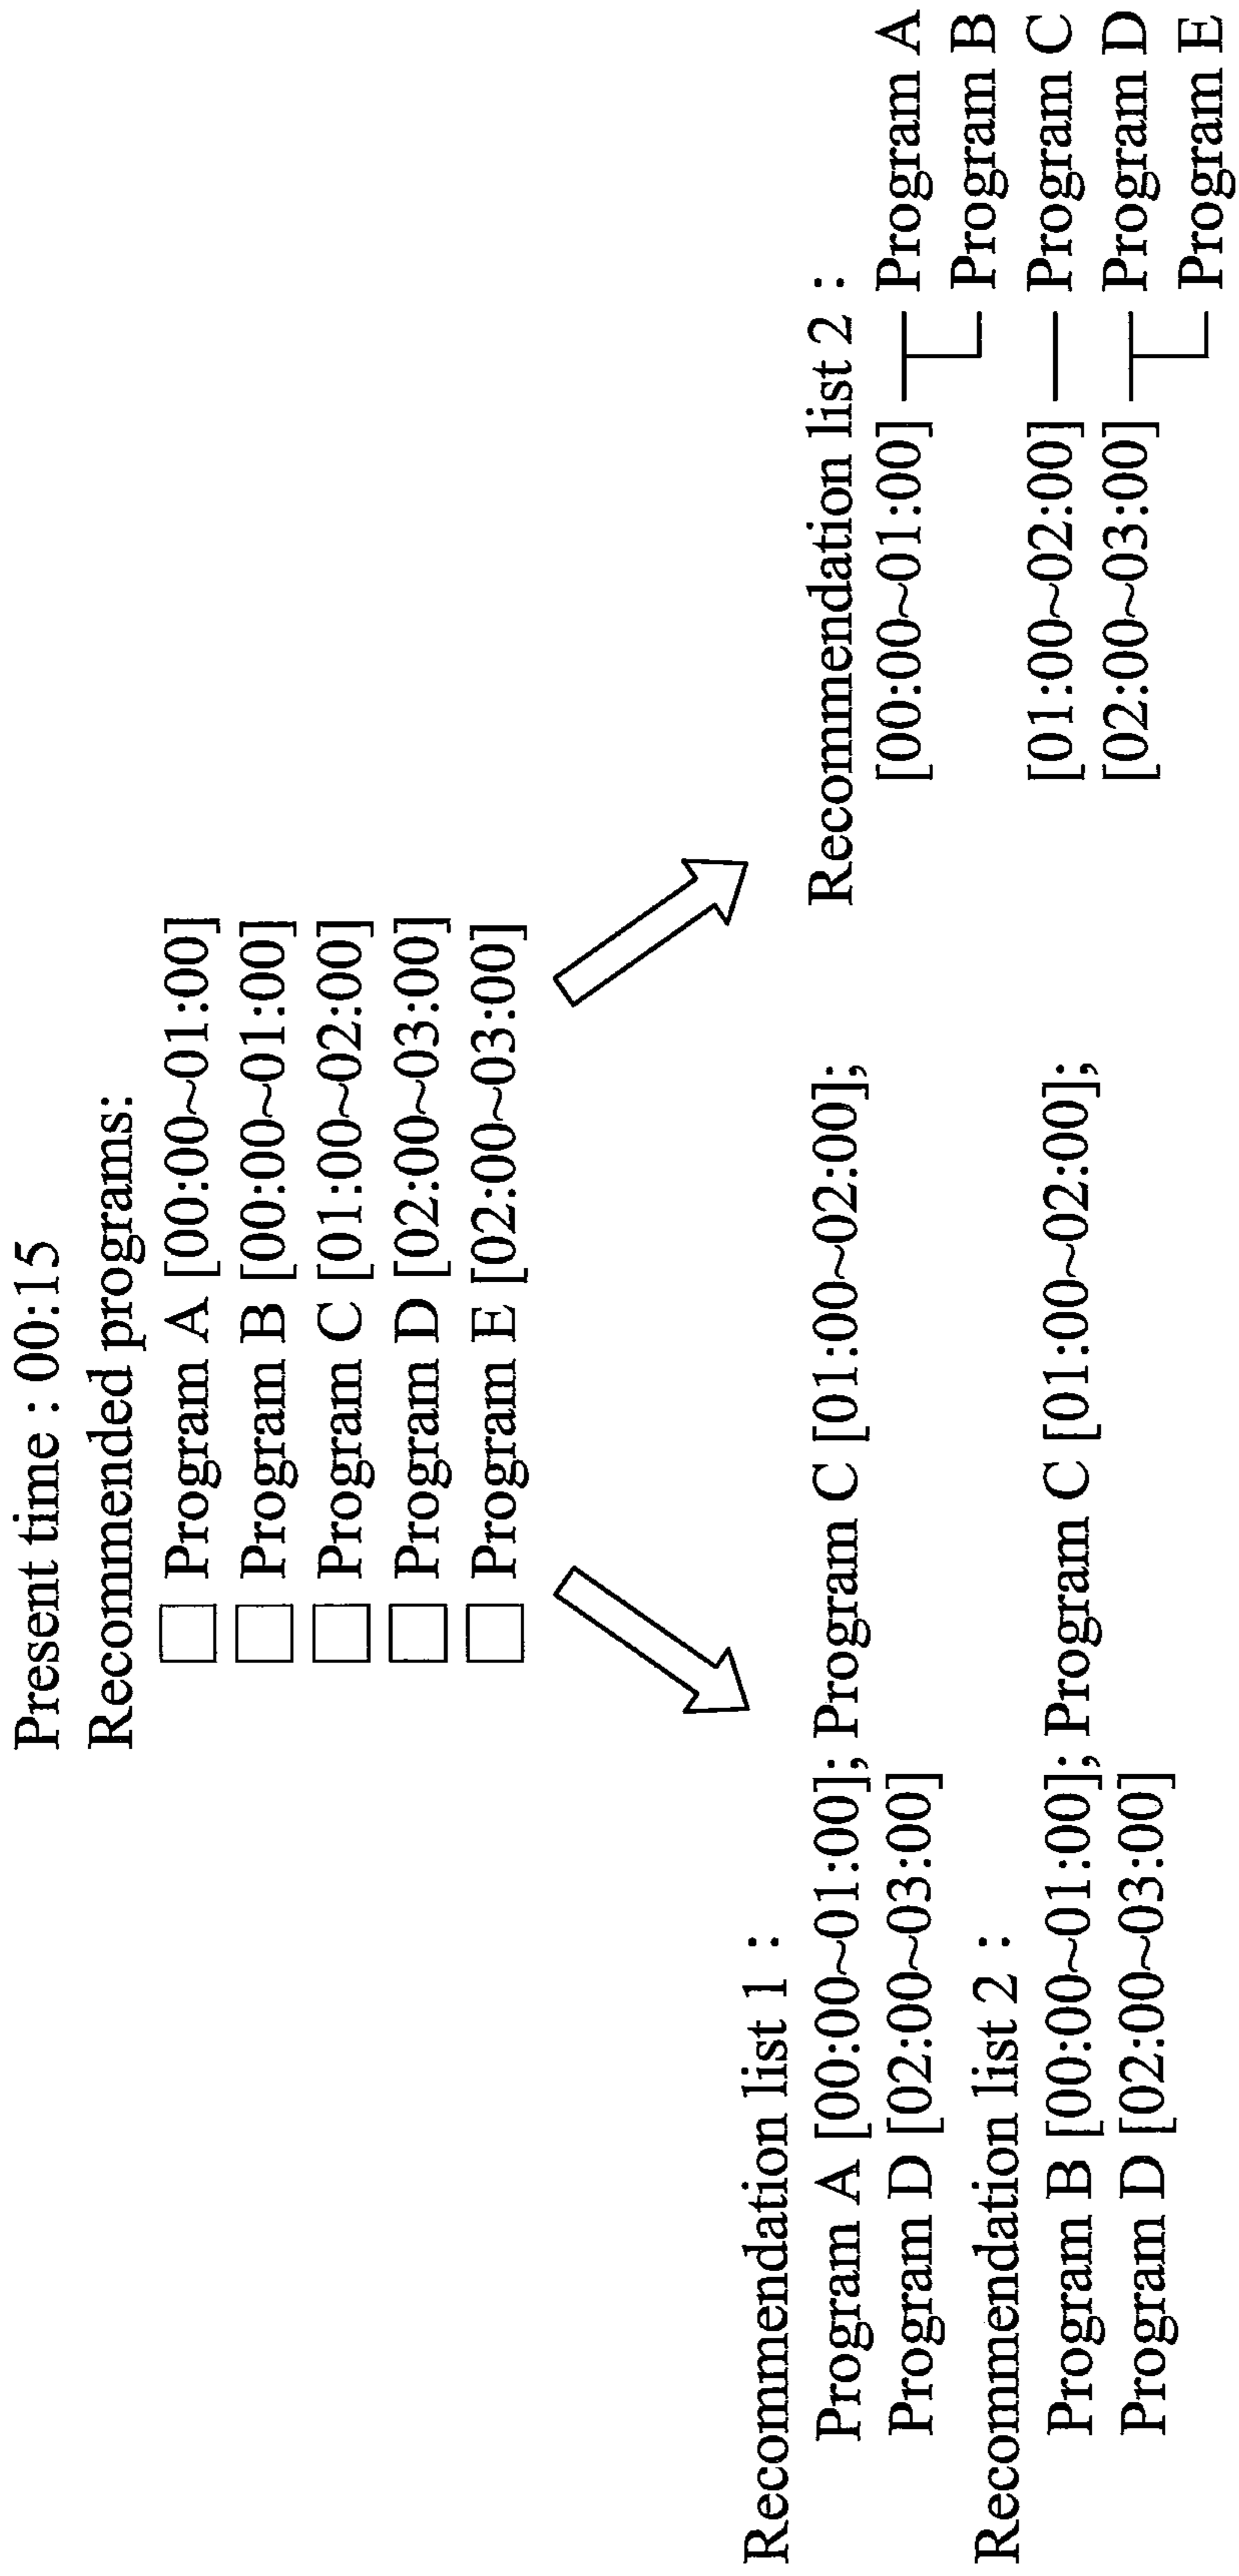 Present time : 00:15
Recommended programs:
Program A [00:00~01:00]
Program B [00:00~01:00]
Program C [01:00~02:00]
Program D [02:00~03:00]
Program E [02:00~03:00]
Recommendation list 1 :
Program A [00:00~01:00]; Program C [01:00~02:00];
Program D [02:00~03:00]
Recommendation list 2 :
Program B [00:00~01:00]; Program C [01:00~02:00];
Program D [02:00~03:00]
Recommendation list 2 :
[00:00~01:00] Program A
Program B
[01:00~02:00] Program C
[02:00~03:00] Program D
Program E